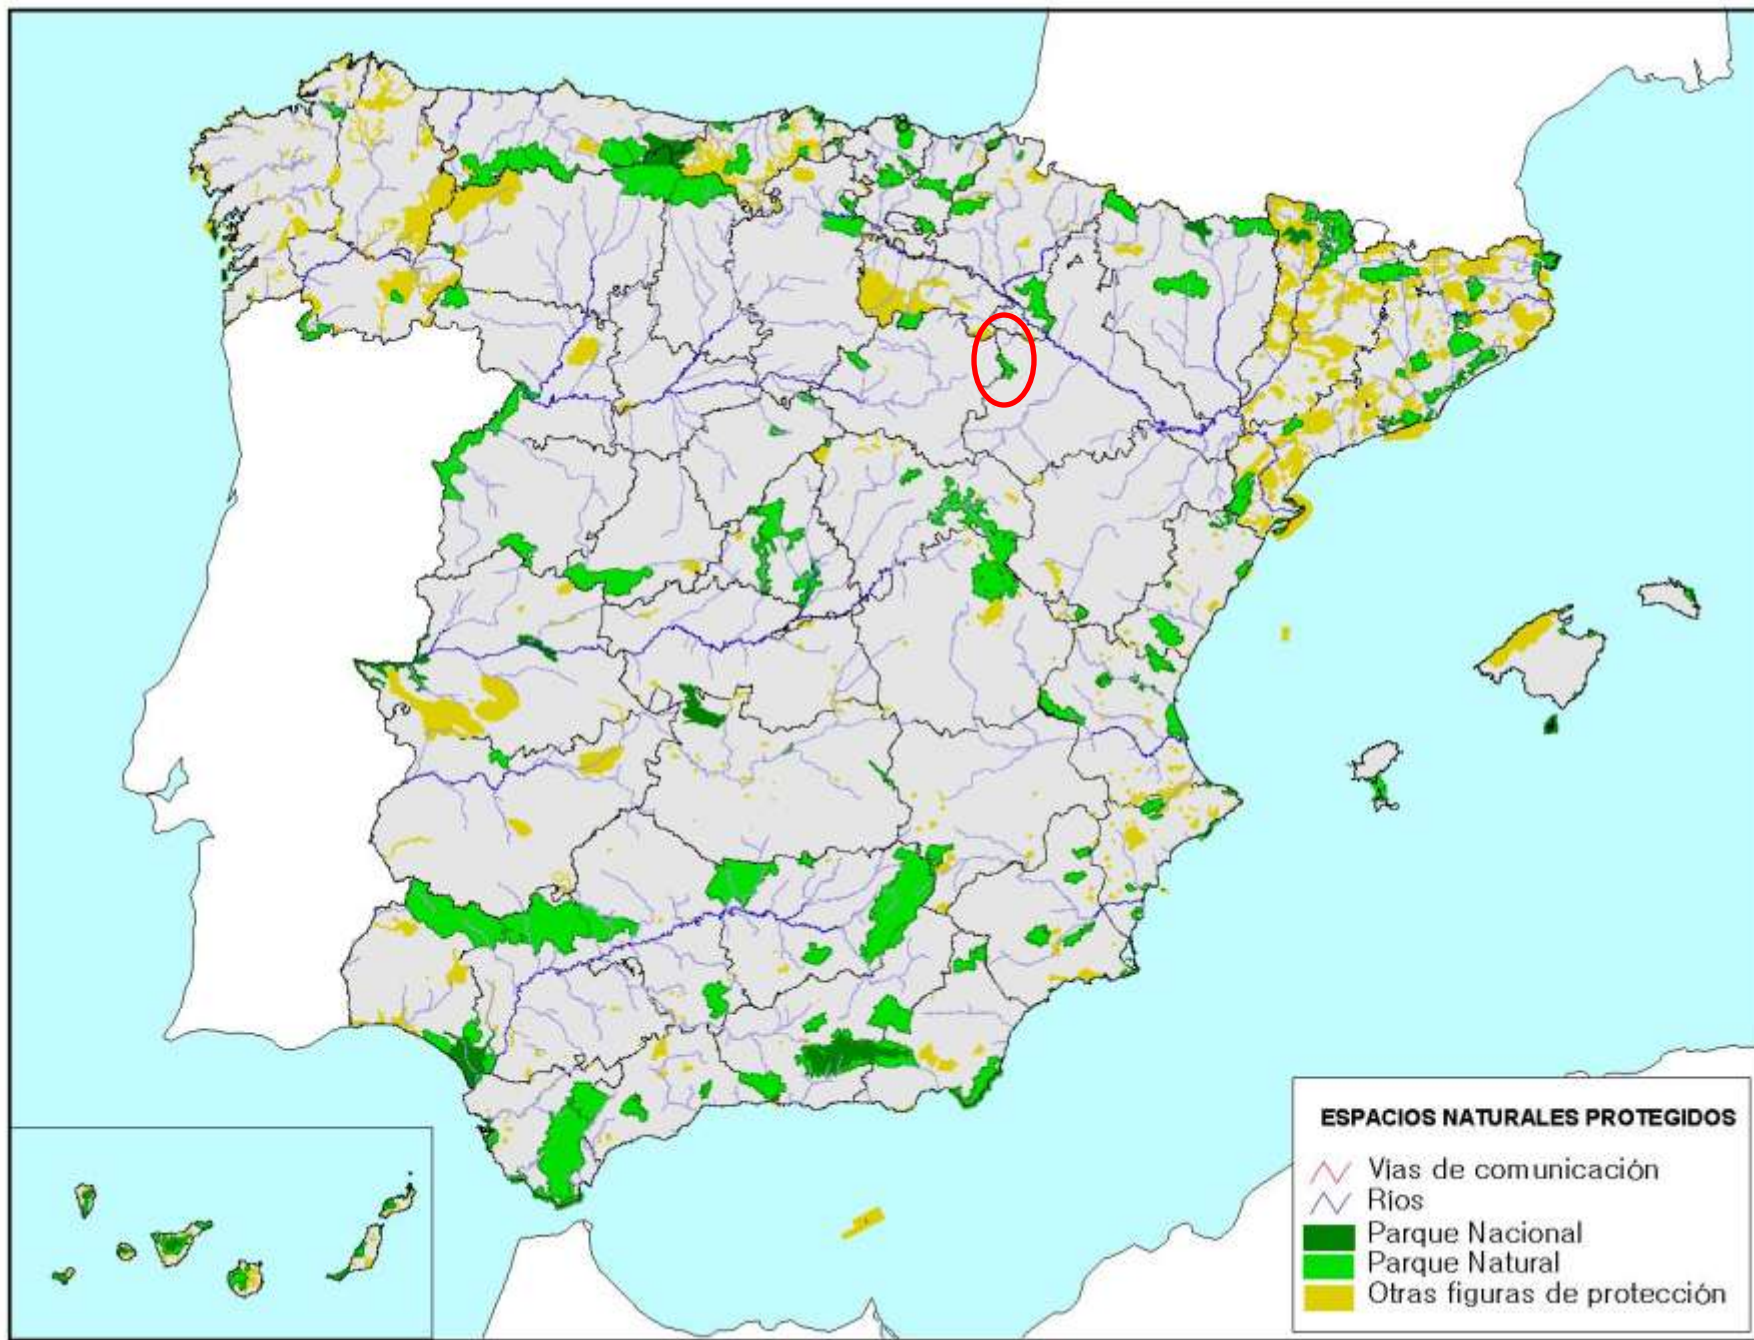 ESPACIOS NATURALES PROTEGIDOS
Vías de comunicación
Ríos
Parque Nacional
Parque Natural
Otras figuras de protección